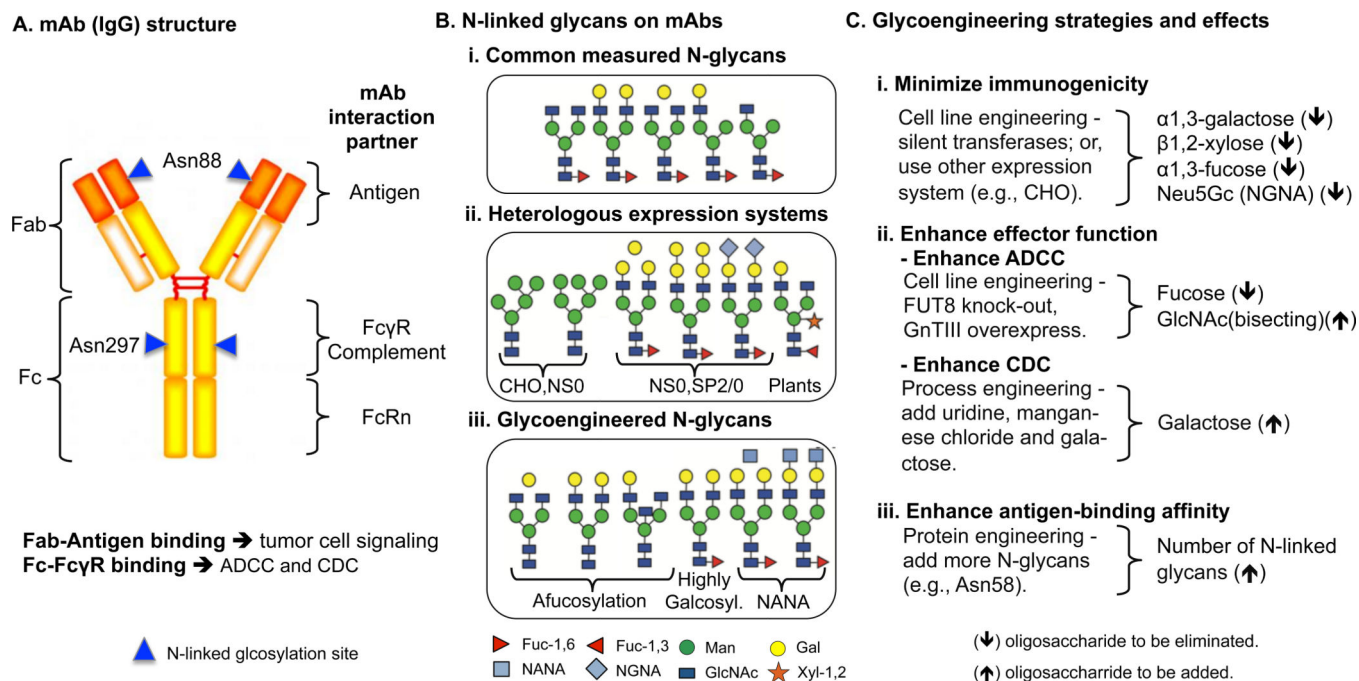 A. mAb (IgG) structure
mAb
interaction
partner
Asn88
Antigen
Fab
FcγR
Complement
Asn297
Fc
FcRn
Fab-Antigen binding ➔ tumor cell signaling
Fc-FcγR binding ➔ ADCC and CDC
N-linked glcosylation site
B. N-linked glycans on mAbs
i. Common measured N-glycans
ii. Heterologous expression systems
CHO,NS0
NS0,SP2/0
Plants
iii. Glycoengineered N-glycans
Afucosylation
Highly
Galcosyl.
NANA
Fuc-1,6
Fuc-1,3
Man
Gal
NANA
NGNA
GlcNAc
Xyl-1,2
C. Glycoengineering strategies and effects
i. Minimize immunogenicity
Cell line engineering -
silent transferases; or,
use other expression
system (e.g., CHO).
α1,3-galactose (🡓)
β1,2-xylose (🡓)
α1,3-fucose (🡓)
Neu5Gc (NGNA) (🡓)
ii. Enhance effector function
- Enhance ADCC
Cell line engineering -
FUT8 knock-out,
GnTIII overexpress.
Fucose (🡓)
GlcNAc(bisecting)(🡑)
- Enhance CDC
Process engineering -
add uridine, mangan-
ese chloride and gala-
ctose.
Galactose (🡑)
iii. Enhance antigen-binding affinity
Protein engineering -
add more N-glycans
(e.g., Asn58).
Number of N-linked
glycans (🡑)
(🡓) oligosaccharide to be eliminated.
(🡑) oligosaccharride to be added.